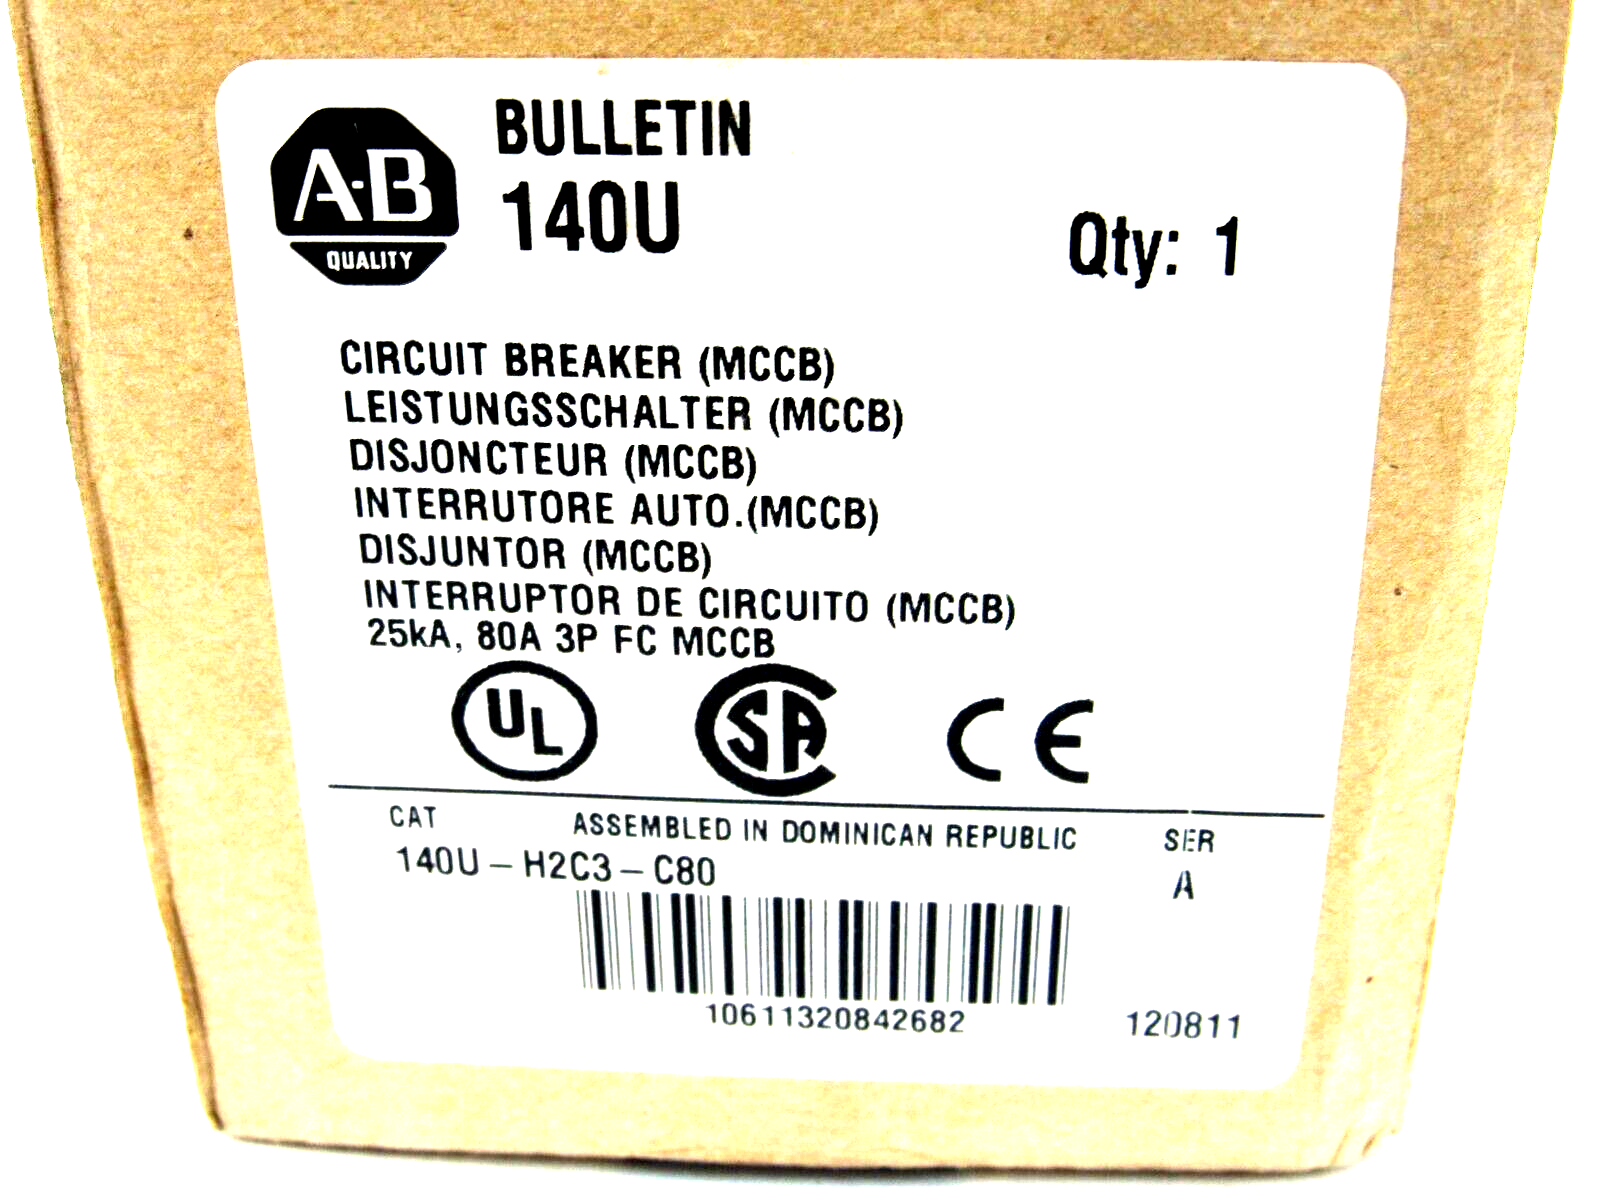 A-B
QUALITY
BULLETIN
140U
Qty: 1
CIRCUIT BREAKER (MCCB)
LEISTUNGSSCHALTER (MCCB)
DISJONCTEUR (MCCB)
INTERRUTORE AUTO.(MCCB)
DISJUNTOR (MCCB)
INTERRUPTOR DE CIRCUITO (MCCB)
25kA, 80A 3P FC MCCB
UL
SA
CE
CAT ASSEMBLED IN DOMINICAN REPUBLIC SER
140U – H2C3 – C80 A
10611320842682 120811